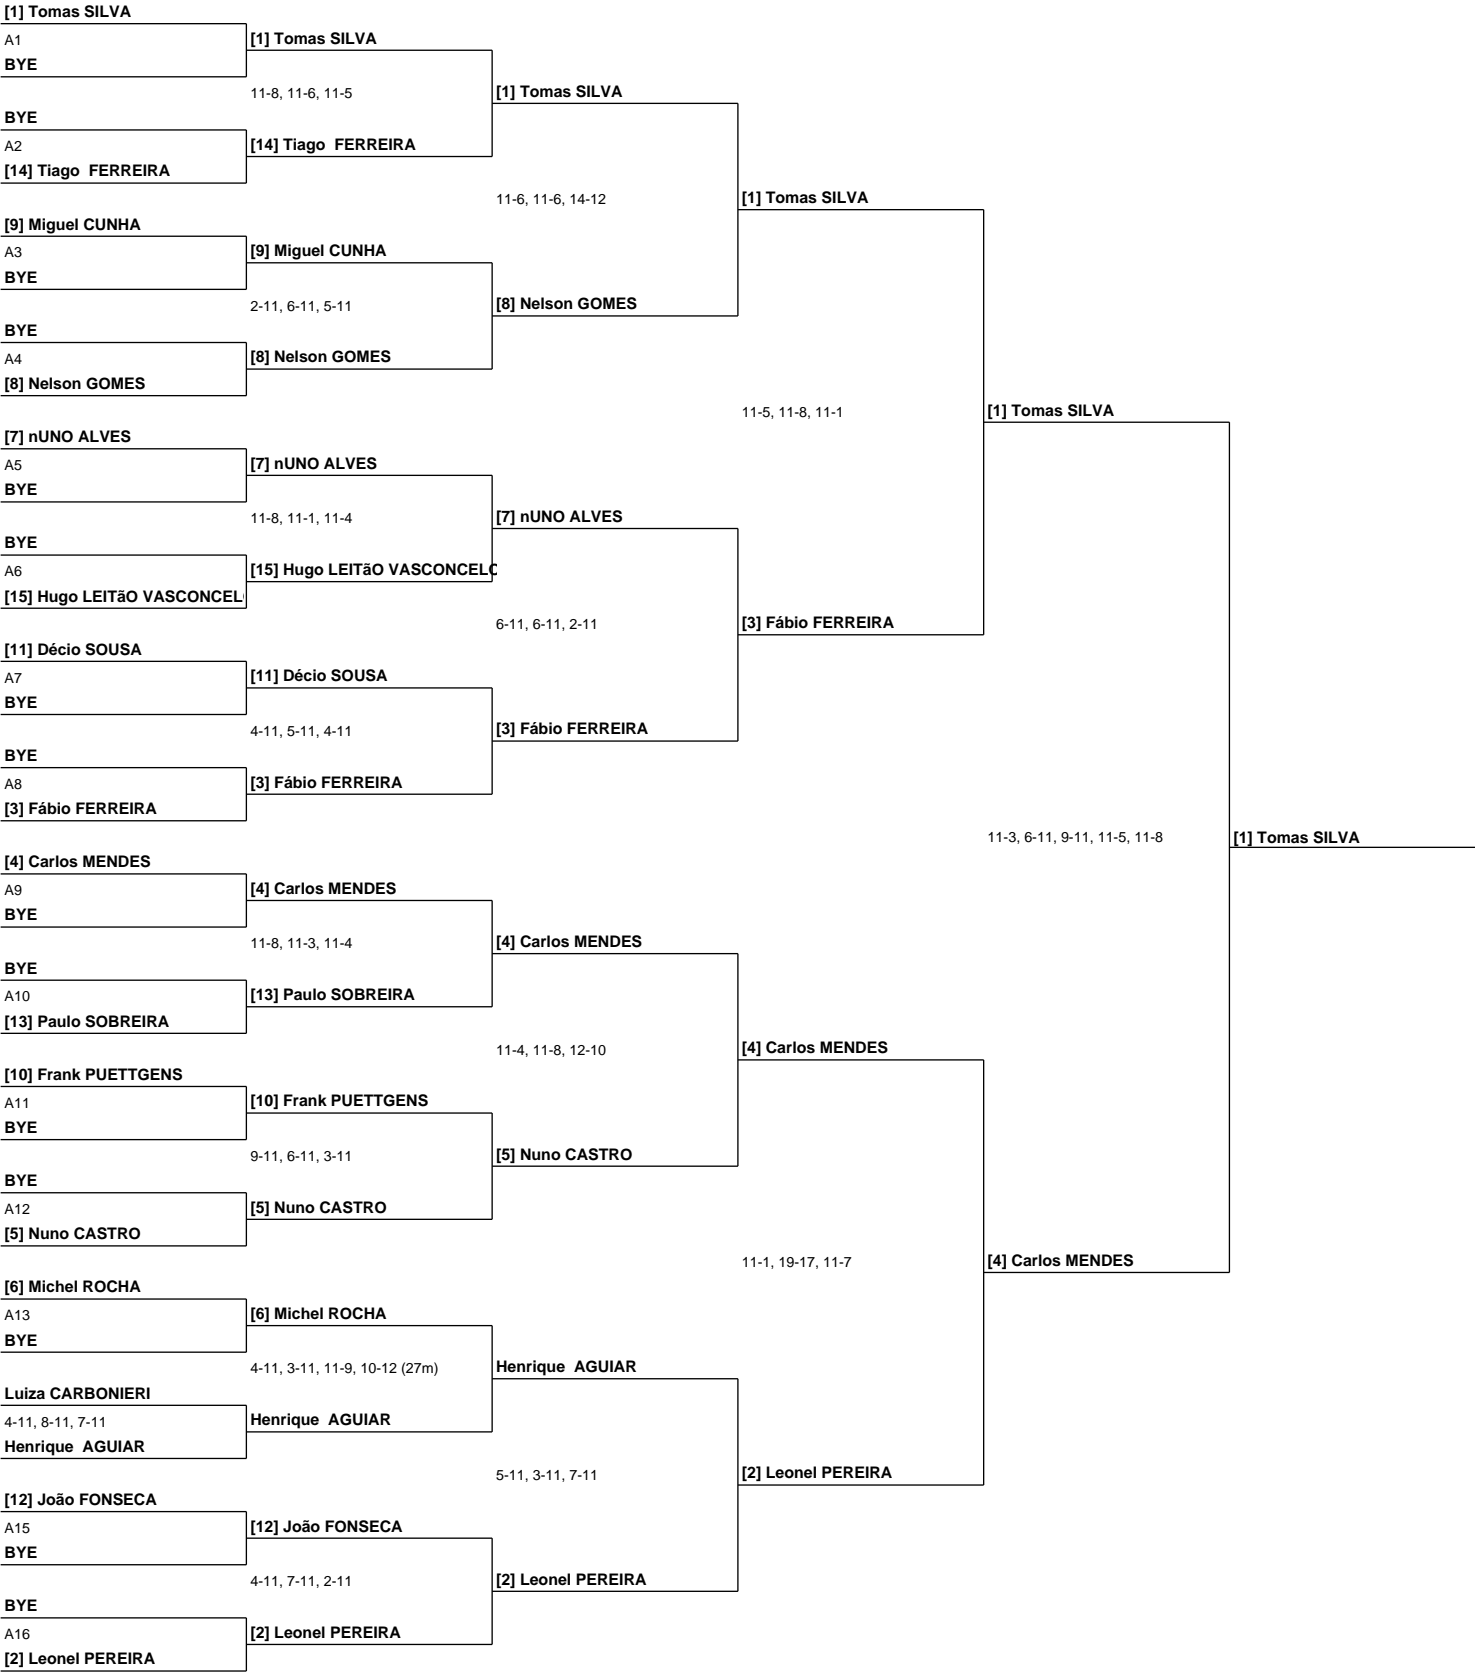 [1] Tomas SILVA
A1
BYE
BYE
A2
[14] Tiago  FERREIRA
[9] Miguel CUNHA
A3
BYE
BYE
A4
[8] Nelson GOMES
[7] nUNO ALVES
A5
BYE
BYE
A6
[15] Hugo LEITãO VASCONCEL
[11] Décio SOUSA
A7
BYE
BYE
A8
[3] Fábio FERREIRA
[4] Carlos MENDES
A9
BYE
BYE
A10
[13] Paulo SOBREIRA
[10] Frank PUETTGENS
A11
BYE
BYE
A12
[5] Nuno CASTRO
[6] Michel ROCHA
A13
BYE
Luiza CARBONIERI
4-11, 8-11, 7-11
Henrique  AGUIAR
[12] João FONSECA
A15
BYE
BYE
A16
[2] Leonel PEREIRA
[1] Tomas SILVA
11-8, 11-6, 11-5
[14] Tiago  FERREIRA
[9] Miguel CUNHA
2-11, 6-11, 5-11
[8] Nelson GOMES
[7] nUNO ALVES
11-8, 11-1, 11-4
[15] Hugo LEITãO VASCONCELO
[11] Décio SOUSA
4-11, 5-11, 4-11
[3] Fábio FERREIRA
[4] Carlos MENDES
11-8, 11-3, 11-4
[13] Paulo SOBREIRA
[10] Frank PUETTGENS
9-11, 6-11, 3-11
[5] Nuno CASTRO
[6] Michel ROCHA
4-11, 3-11, 11-9, 10-12 (27m)
Henrique  AGUIAR
[12] João FONSECA
4-11, 7-11, 2-11
[2] Leonel PEREIRA
[1] Tomas SILVA
11-6, 11-6, 14-12
[8] Nelson GOMES
[7] nUNO ALVES
6-11, 6-11, 2-11
[3] Fábio FERREIRA
[4] Carlos MENDES
11-4, 11-8, 12-10
[5] Nuno CASTRO
Henrique  AGUIAR
5-11, 3-11, 7-11
[2] Leonel PEREIRA
[1] Tomas SILVA
11-5, 11-8, 11-1
[3] Fábio FERREIRA
[4] Carlos MENDES
11-1, 19-17, 11-7
[2] Leonel PEREIRA
[1] Tomas SILVA
11-3, 6-11, 9-11, 11-5, 11-8
[4] Carlos MENDES
[1] Tomas SILVA